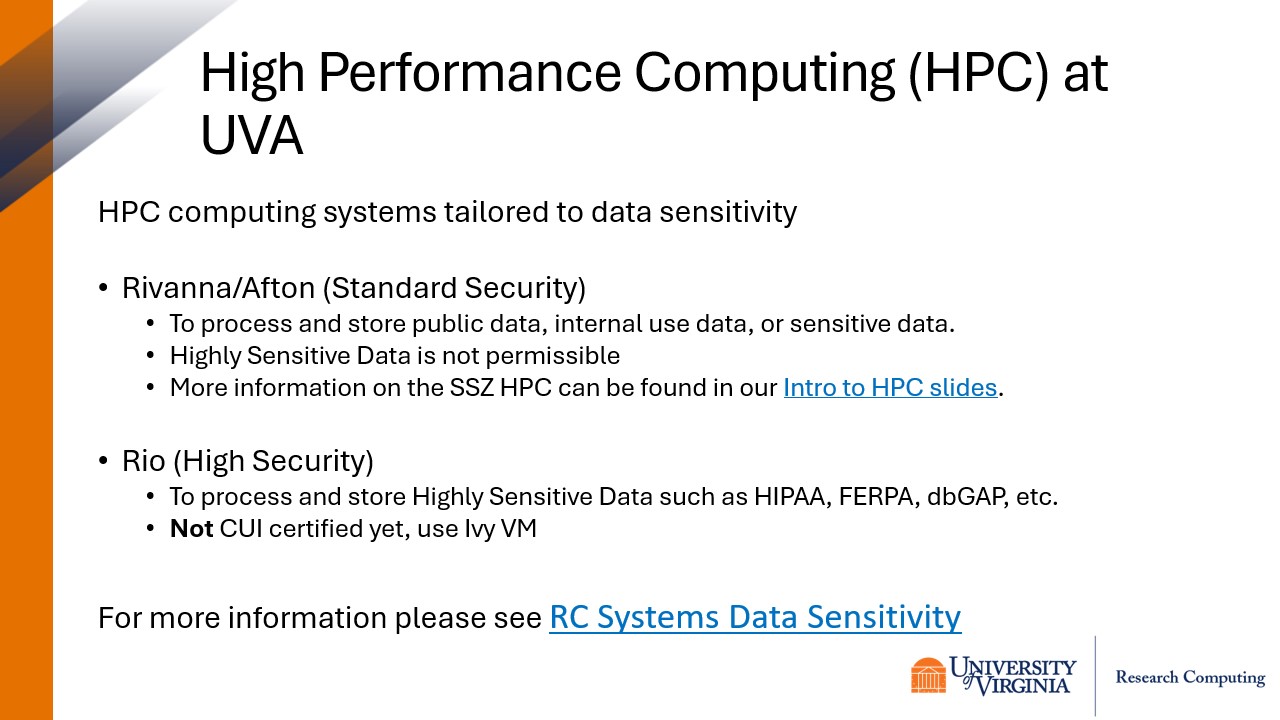 High Performance Computing (HPC) at
UVA
HPC computing systems tailored to data sensitivity
• Rivanna/Afton (Standard Security)
• To process and store public data, internal use data, or sensitive data.
• Highly Sensitive Data is not permissible
• More information on the SSZ HPC can be found in our Intro to HPC slides.
• Rio (High Security)
• To process and store Highly Sensitive Data such as HIPAA, FERPA, dbGAP, etc.
• Not CUI certified yet, use Ivy VM
For more information please see RC Systems Data Sensitivity
UNIVERSITY
of VIRGINIA
Research Computing